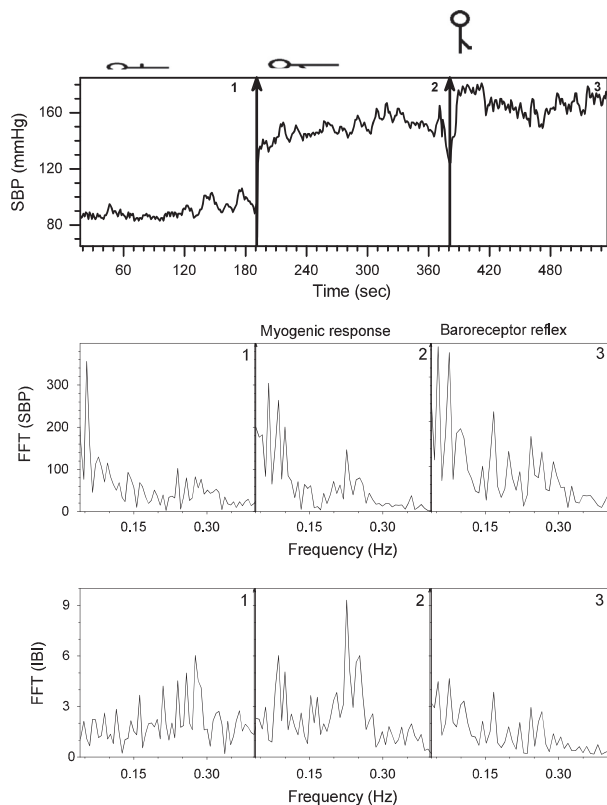 1 2 3
160
120
80
SBP (mmHg)
60 120 180 240 300 360 420 480
Time (sec)
Myogenic response Baroreceptor reflex
1 2 3
300
200
100
0
FFT (SBP)
0.15 0.30 0.15 0.30 0.15 0.30
Frequency (Hz)
1 2 3
9
6
3
0
FFT (IBI)
0.15 0.30 0.15 0.30 0.15 0.30
Frequency (Hz)